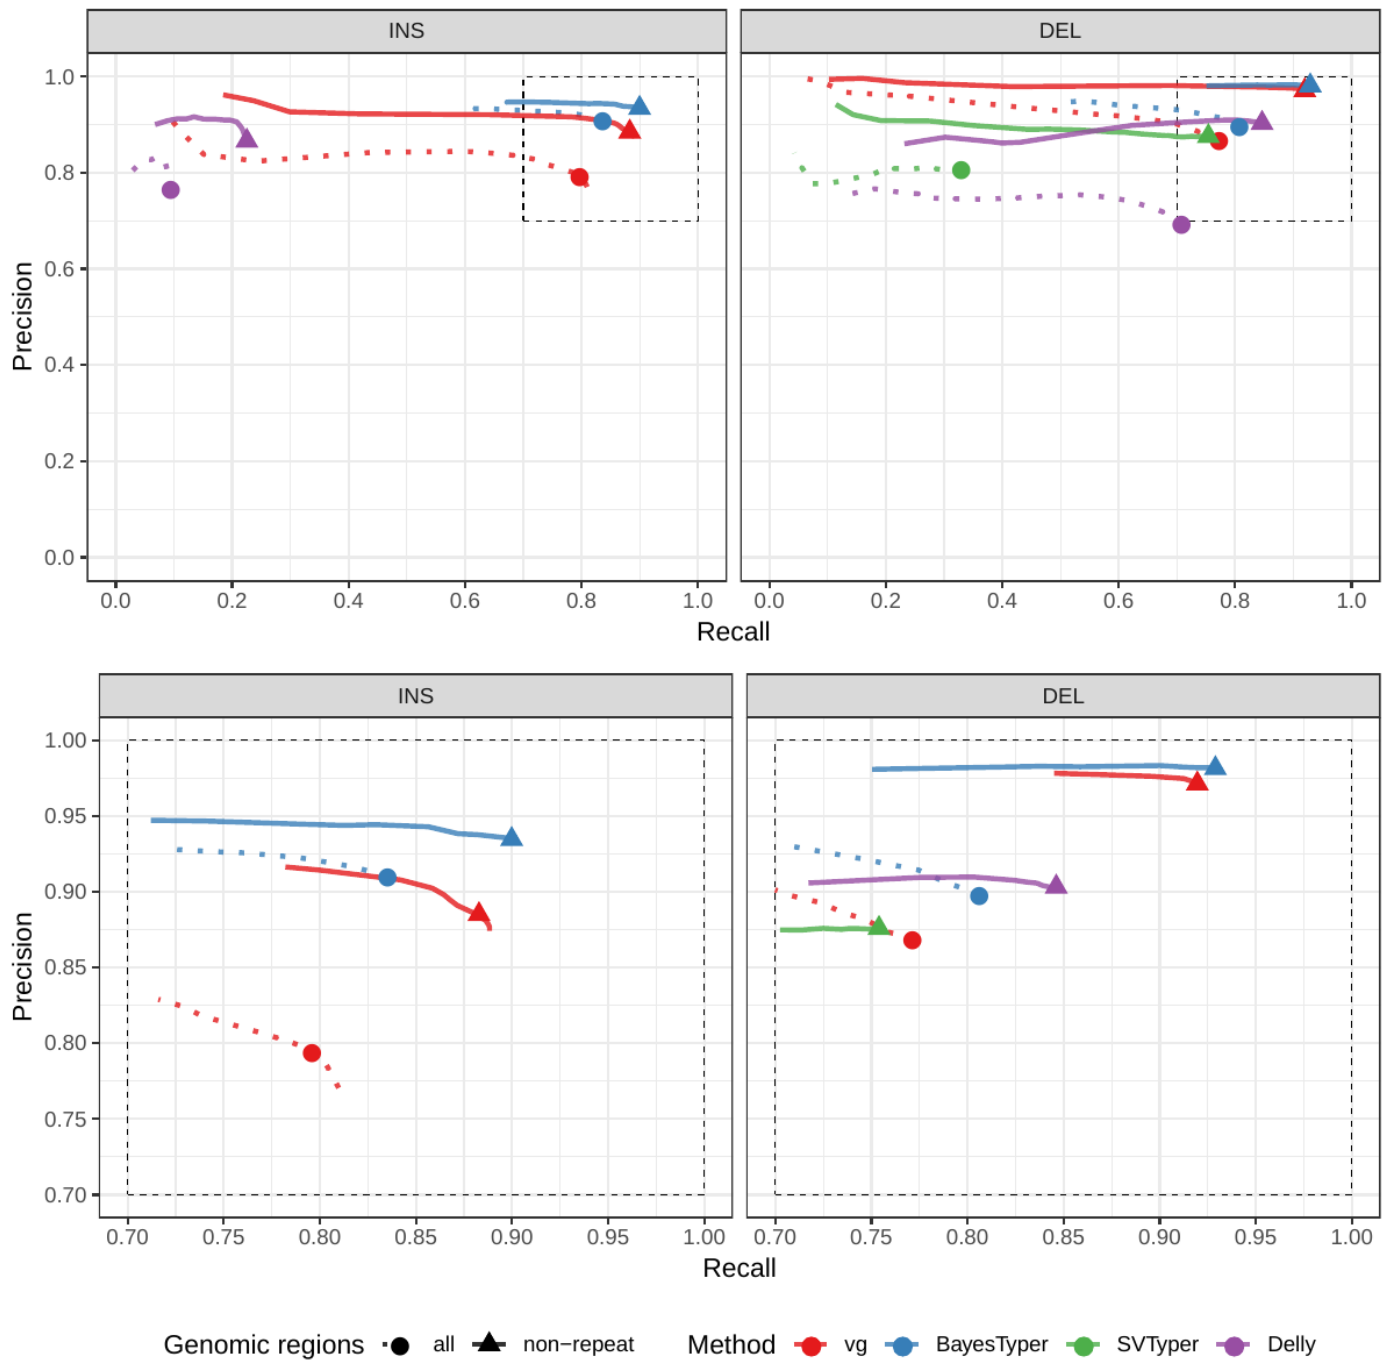 INS DEL
1.0
0.8
0.6
0.4
0.2
0.0
Precision
0.0 0.2 0.4 0.6 0.8 1.0 0.0 0.2 0.4 0.6 0.8 1.0
Recall
INS DEL
1.00
0.95
0.90
0.85
0.80
0.75
0.70
Precision
0.70 0.75 0.80 0.85 0.90 0.95 1.00 0.70 0.75 0.80 0.85 0.90 0.95 1.00
Recall
Genomic regions all non−repeat Method vg BayesTyper SVTyper Delly